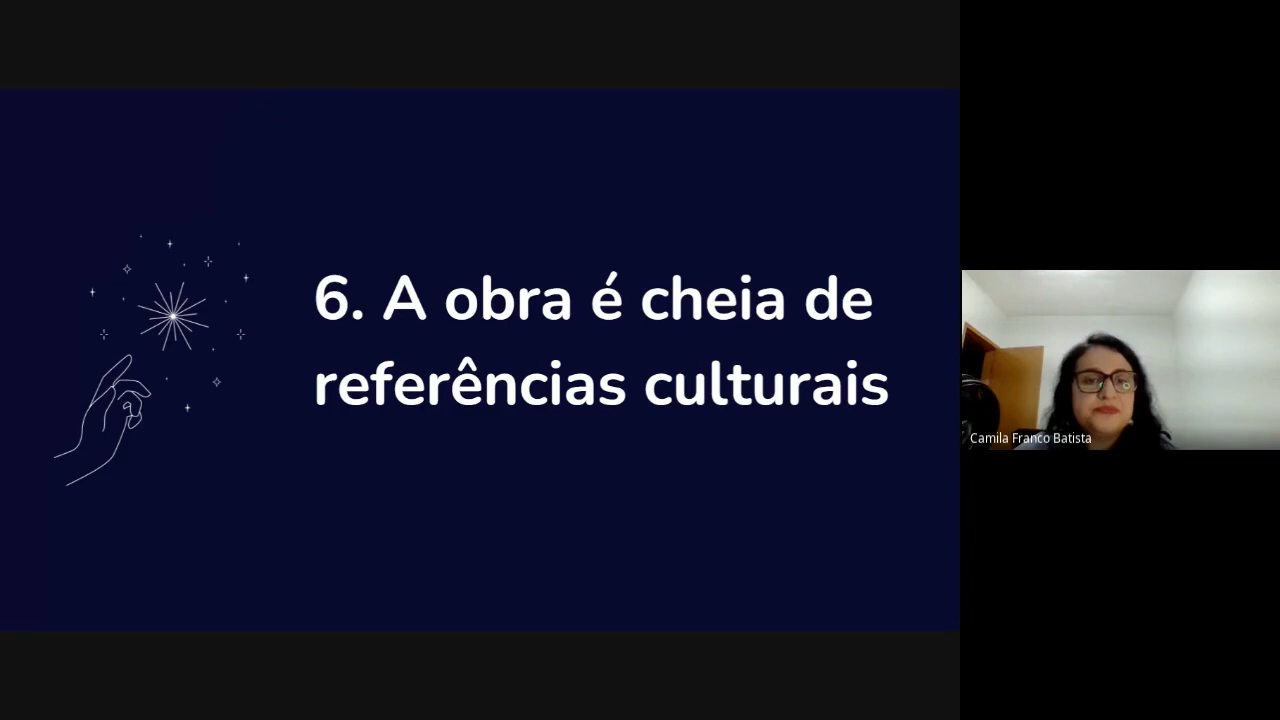 6. A obra é cheia de
referências culturais
Camila Franco Batista